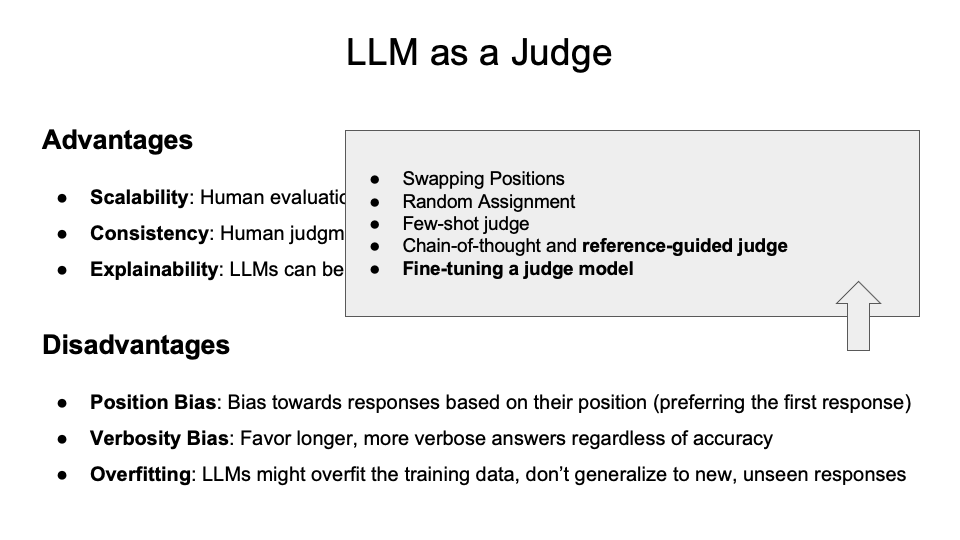 LLM as a Judge
Advantages
● Scalability: Human
● Swapping Positions
● Random Assignment
● Consistency: Human
● Few-shot judge
● Chain-of-thought and reference-guided judge
● Explainability: LLMs can be
● Fine-tuning a judge model
Disadvantages
● Position Bias: Bias towards responses based on their position (preferring the first response)
● Verbosity Bias: Favor longer, more verbose answers regardless of accuracy
● Overfitting: LLMs might overfit the training data, don’t generalize to new, unseen responses